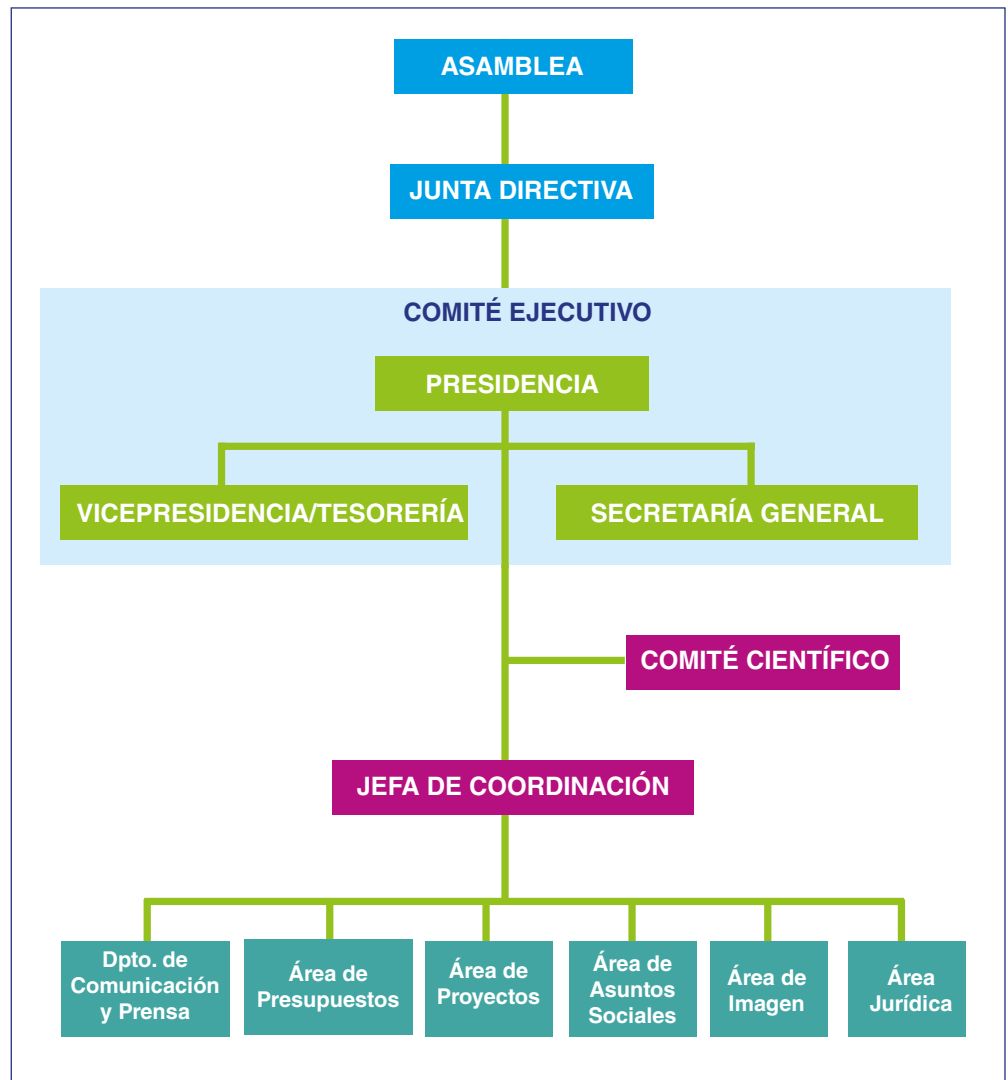 ASAMBLEA
JUNTA DIRECTIVA
COMITÉ EJECUTIVO
PRESIDENCIA
VICEPRESIDENCIA/TESORERÍA
SECRETARÍA GENERAL
COMITÉ CIENTÍFICO
JEFA DE COORDINACIÓN
Dpto. de
Comunicación
y Prensa
Área de
Presupuestos
Área de
Proyectos
Área de
Asuntos
Sociales
Área de
Imagen
Área
Jurídica